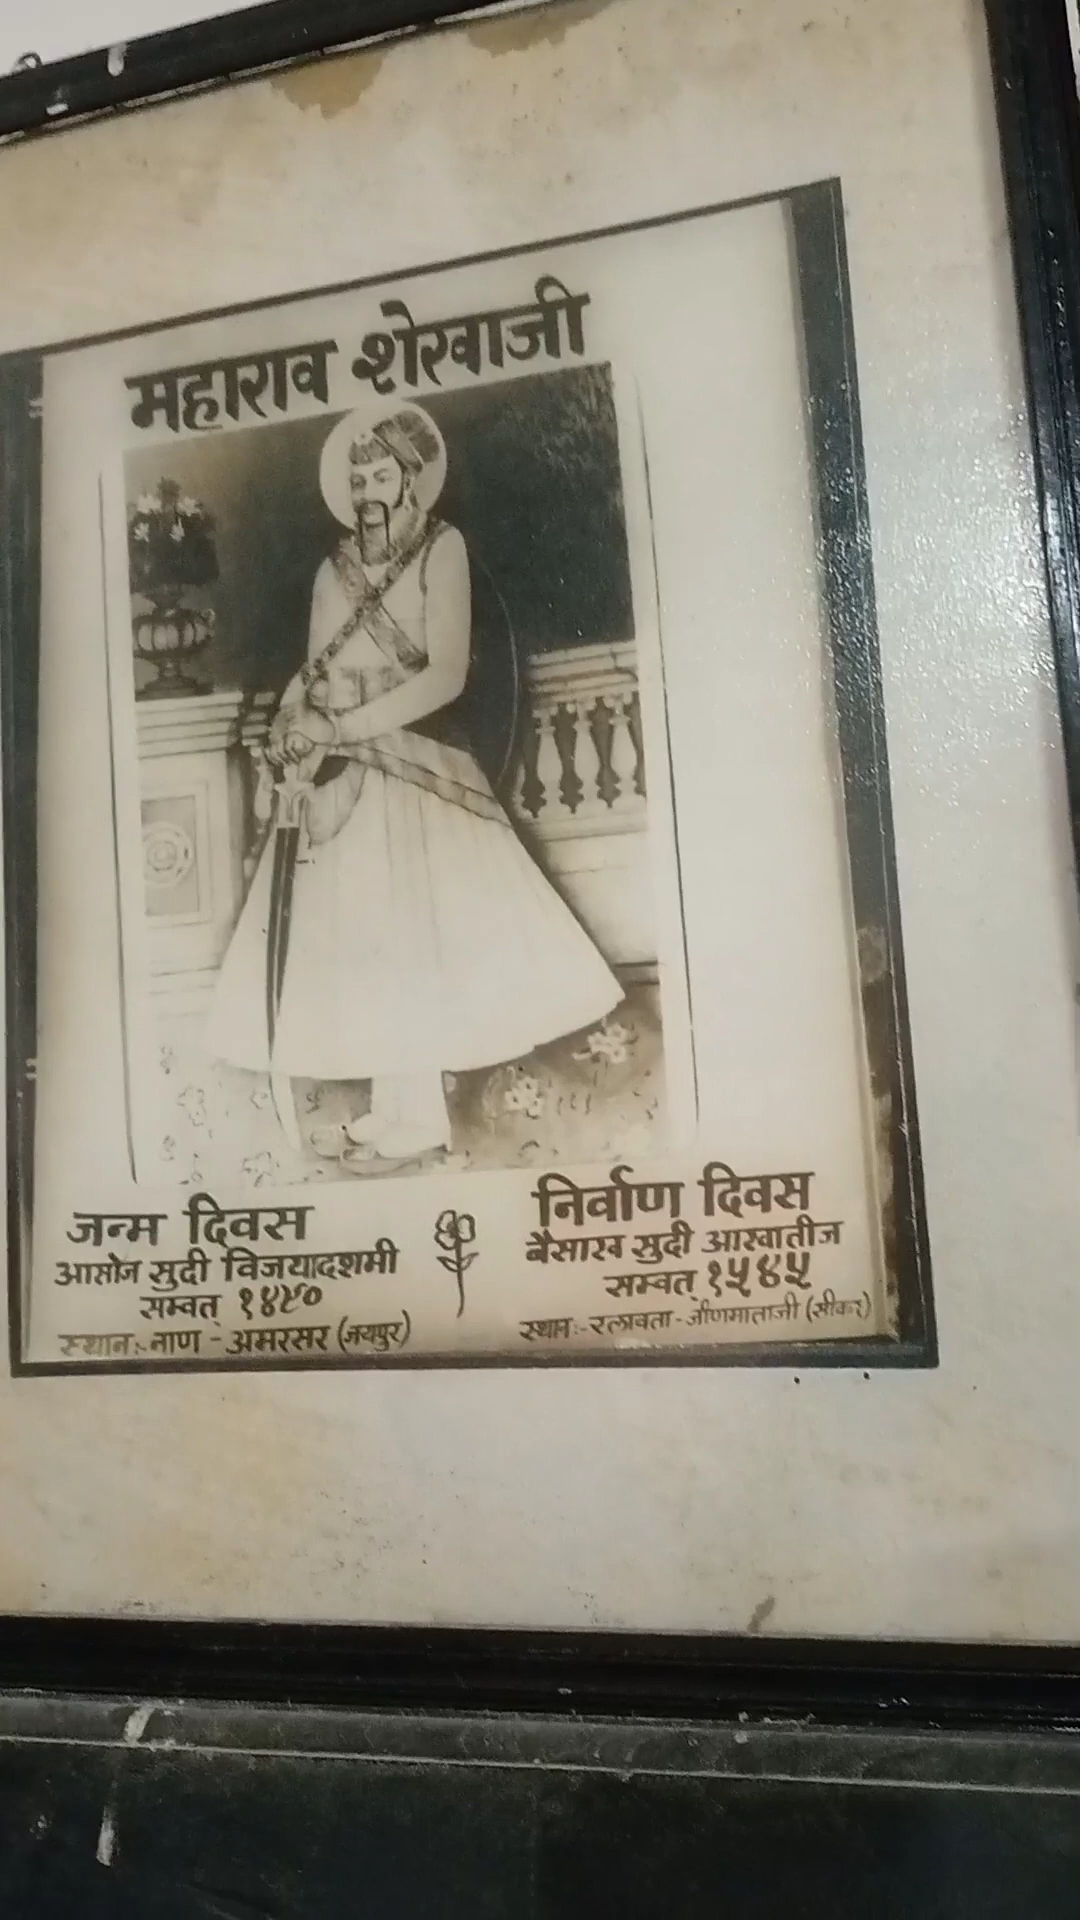 महाराव शेखाजी
जन्म दिवस
आसोज सुदी विजयादशमी
सम्वत् १४९०
स्थानः-नाण - अमरसर (जयपुर)
निर्वाण दिवस
बैसाख सुदी आखातीज
सम्वत् १५४५
स्थानः-रलावता-जीणमाताजी (सीकर)